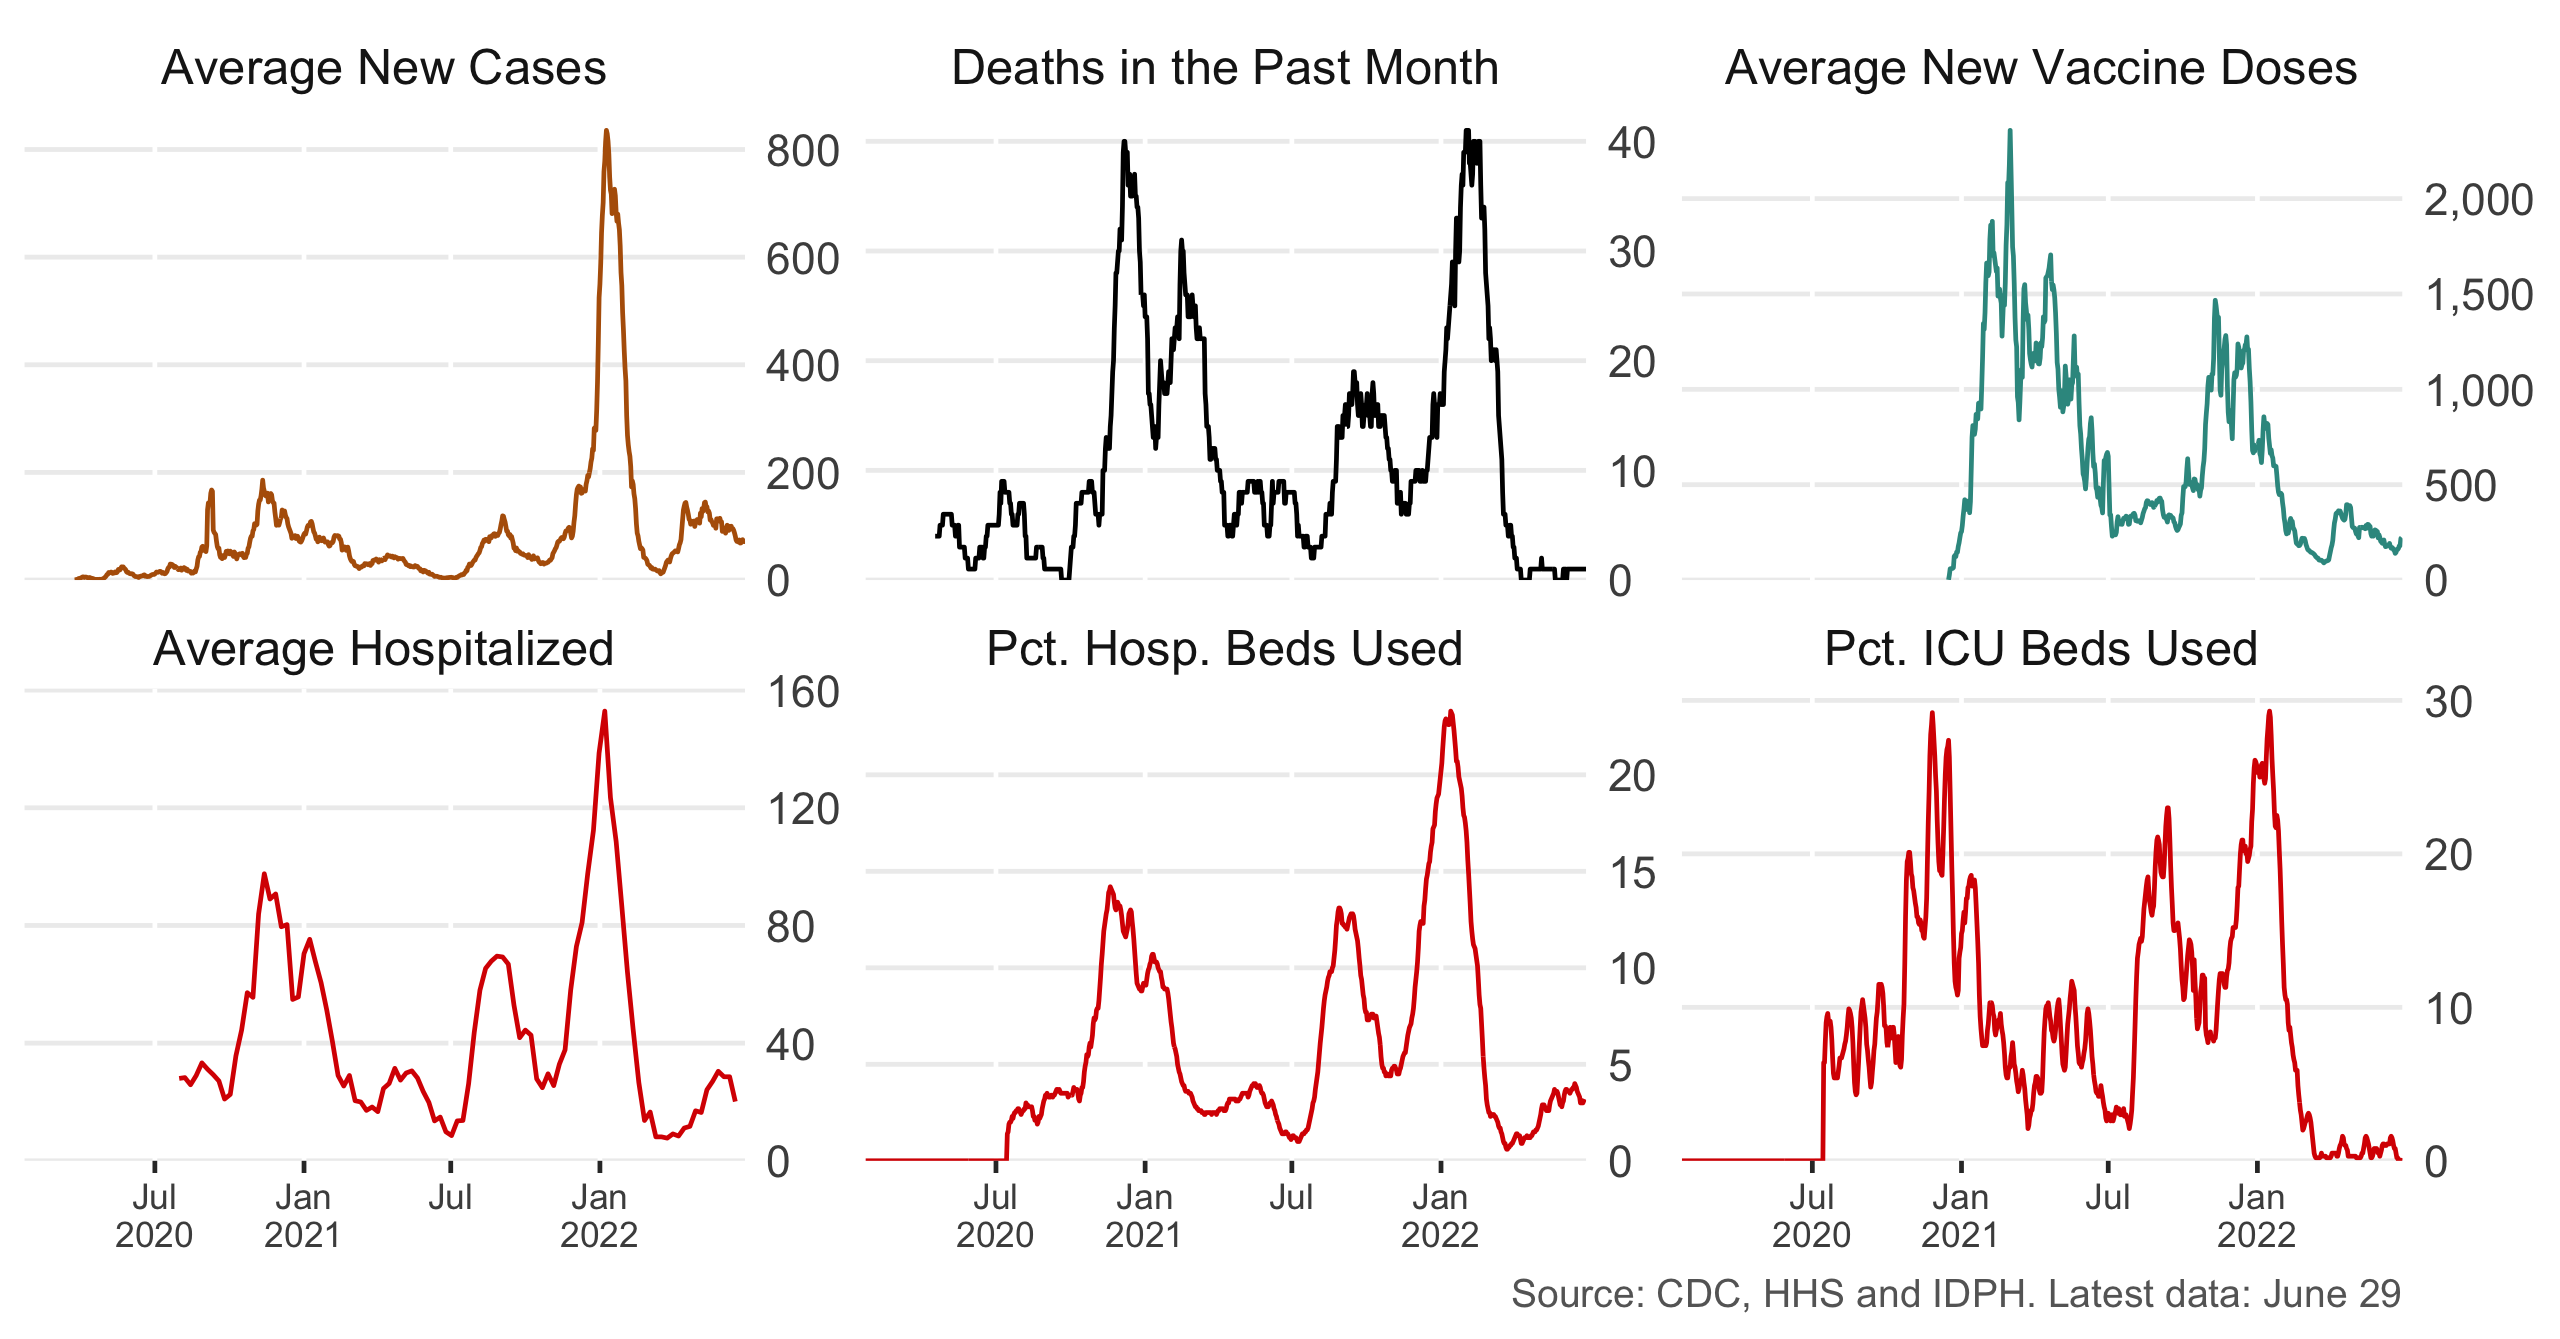 Average New Cases
800
600
400
200
0
Deaths in the Past Month
40
30
20
10
0
Average New Vaccine Doses
2,000
1,500
1,000
500
0
Average Hospitalized
160
120
80
40
0
Jul Jan Jul Jan
2020 2021 2022
Pct. Hosp. Beds Used
20
15
10
5
0
Jul Jan Jul Jan
2020 2021 2022
Pct. ICU Beds Used
30
20
10
0
Jul Jan Jul Jan
2020 2021 2022
Source: CDC, HHS and IDPH. Latest data: June 29